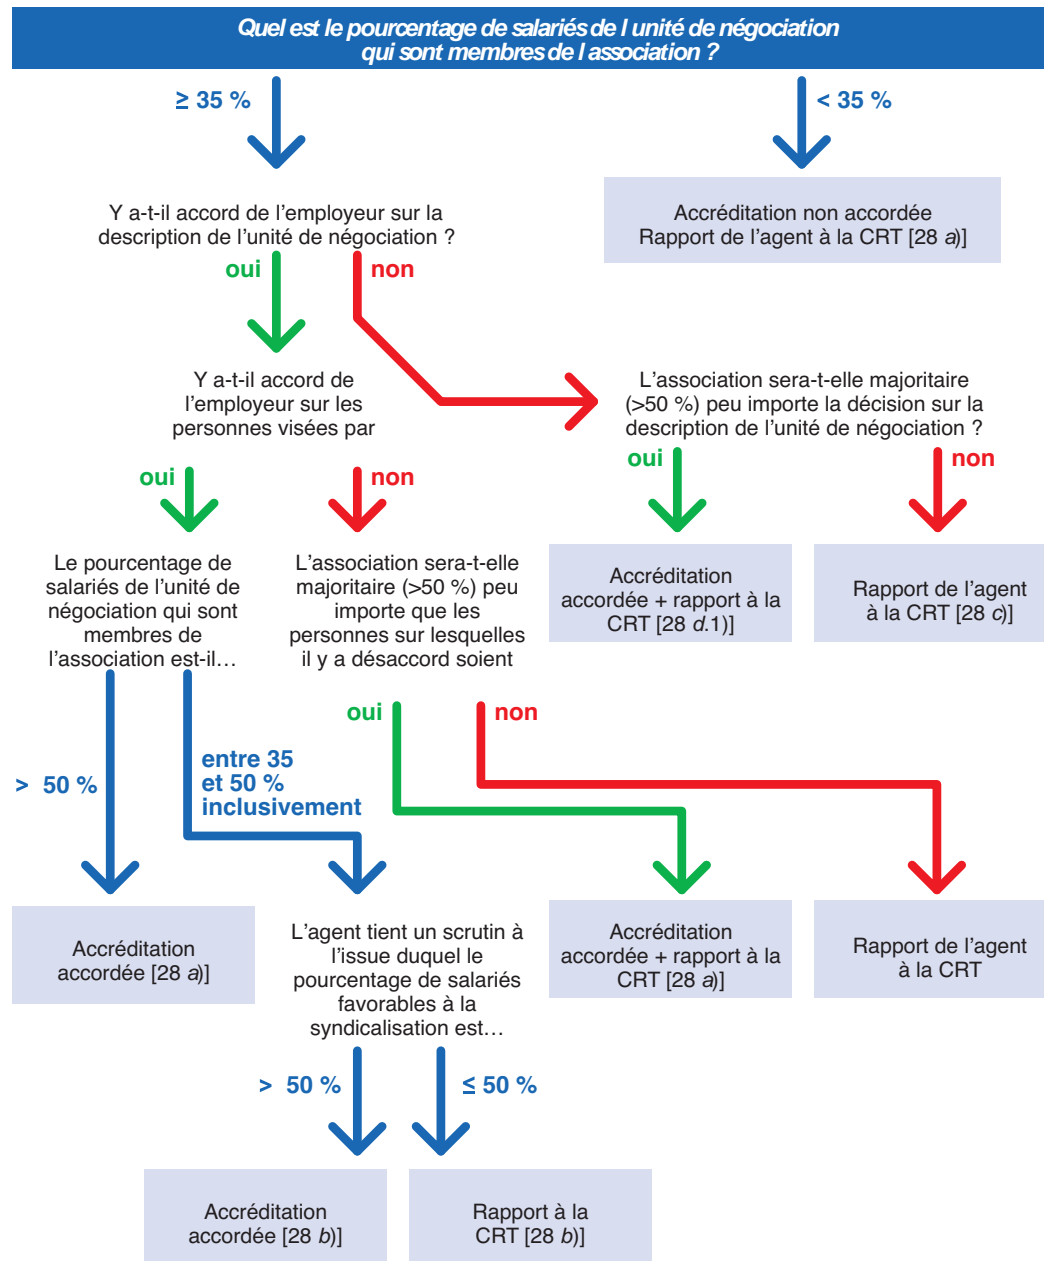 Quel est le pourcentage de salariés de l unité de négociation
qui sont membres de l association ?
≥ 35 %
< 35 %
Y a-t-il accord de l’employeur sur la
description de l’unité de négociation ?
Accréditation non accordée
Rapport de l’agent à la CRT [28 a)]
oui
non
Y a-t-il accord de
l’employeur sur les
personnes visées par
L’association sera-t-elle majoritaire
(>50 %) peu importe la décision sur la
description de l’unité de négociation ?
oui
non
oui
non
Le pourcentage de
salariés de l’unité de
négociation qui sont
membres de
l’association est-il…
L’association sera-t-elle
majoritaire (>50 %) peu
importe que les
personnes sur lesquelles
il y a désaccord soient
Accréditation
accordée + rapport à la
CRT [28 d.1)]
Rapport de l’agent
à la CRT [28 c)]
oui
non
> 50 %
entre 35
et 50 %
inclusivement
Accréditation
accordée [28 a)]
L’agent tient un scrutin à
l’issue duquel le
pourcentage de salariés
favorables à la
syndicalisation est…
Accréditation
accordée + rapport à la
CRT [28 a)]
Rapport de l’agent
à la CRT
> 50 %
≤ 50 %
Accréditation
accordée [28 b)]
Rapport à la
CRT [28 b)]